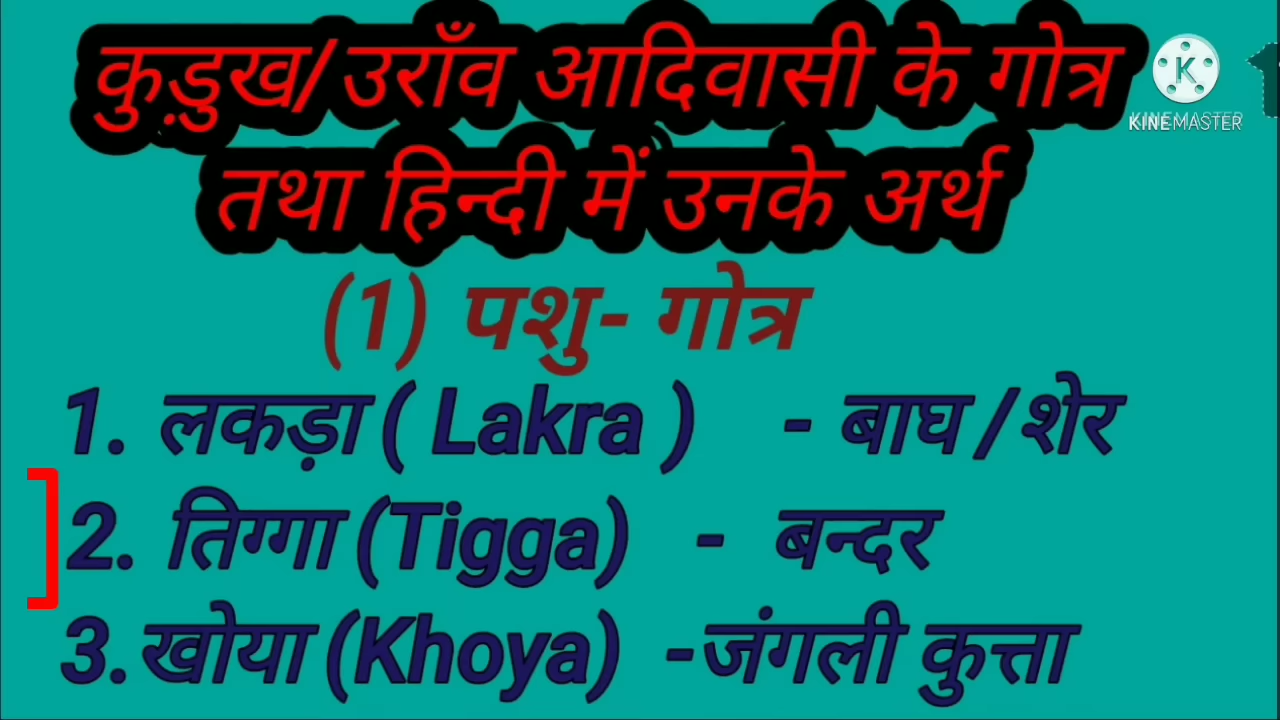 कुड़ुख/उराँव आदिवासी के गोत्र
तथा हिन्दी में उनके अर्थ
(1) पशु- गोत्र
1. लकड़ा ( Lakra ) - बाघ /शेर
2. तिग्गा (Tigga) - बन्दर
3. खोया (Khoya) -जंगली कुत्ता
K
KINEMASTER